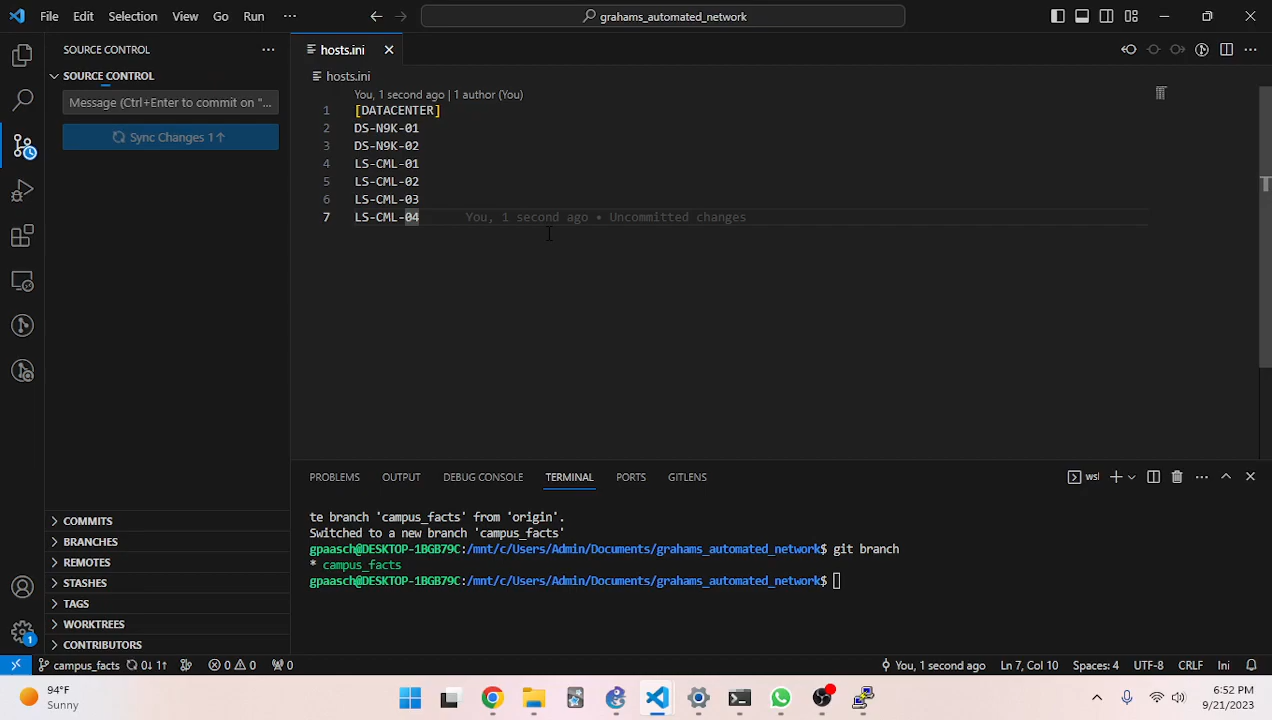 File Edit Selection View Go Run ··· grahams_automated_network
SOURCE CONTROL ···
SOURCE CONTROL
Message (Ctrl+Enter to commit on "...
Sync Changes 1↑
COMMITS
BRANCHES
REMOTES
STASHES
TAGS
WORKTREES
CONTRIBUTORS
1
hosts.ini
hosts.ini
You, 1 second ago | 1 author (You)
1 [DATACENTER]
2 DS-N9K-01
3 DS-N9K-02
4 LS-CML-01
5 LS-CML-02
6 LS-CML-03
7 LS-CML-04 You, 1 second ago • Uncommitted changes
PROBLEMS OUTPUT DEBUG CONSOLE TERMINAL PORTS GITLENS wsl
te branch 'campus_facts' from 'origin'.
Switched to a new branch 'campus_facts'
gpaasch@DESKTOP-1BGB79C:/mnt/c/Users/Admin/Documents/grahams_automated_network$ git branch
* campus_facts
gpaasch@DESKTOP-1BGB79C:/mnt/c/Users/Admin/Documents/grahams_automated_network$
campus_facts 0↓ 1↑ 0 0 0 You, 1 second ago Ln 7, Col 10 Spaces: 4 UTF-8 CRLF Ini
94°F
Sunny
6:52 PM
9/21/2023